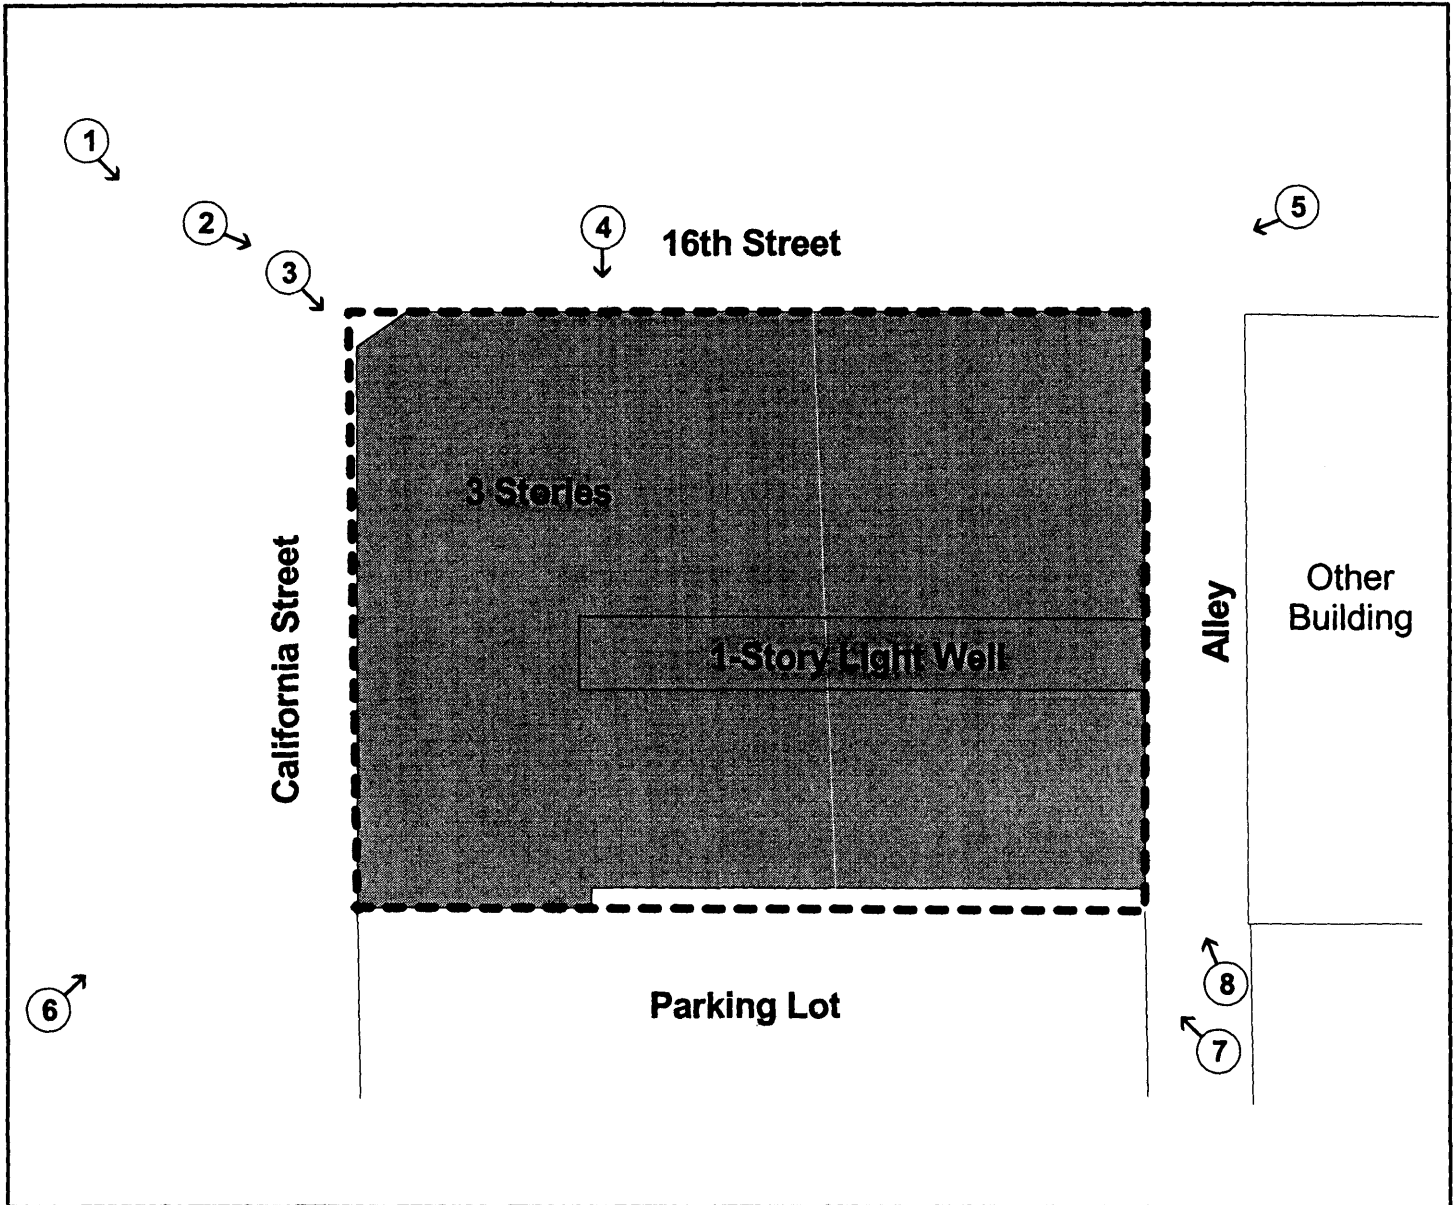 1
2
3
4
5
16th Street
3 Stories
California Street
1-Story Light Well
Alley
Other
Building
6
Parking Lot
8
7